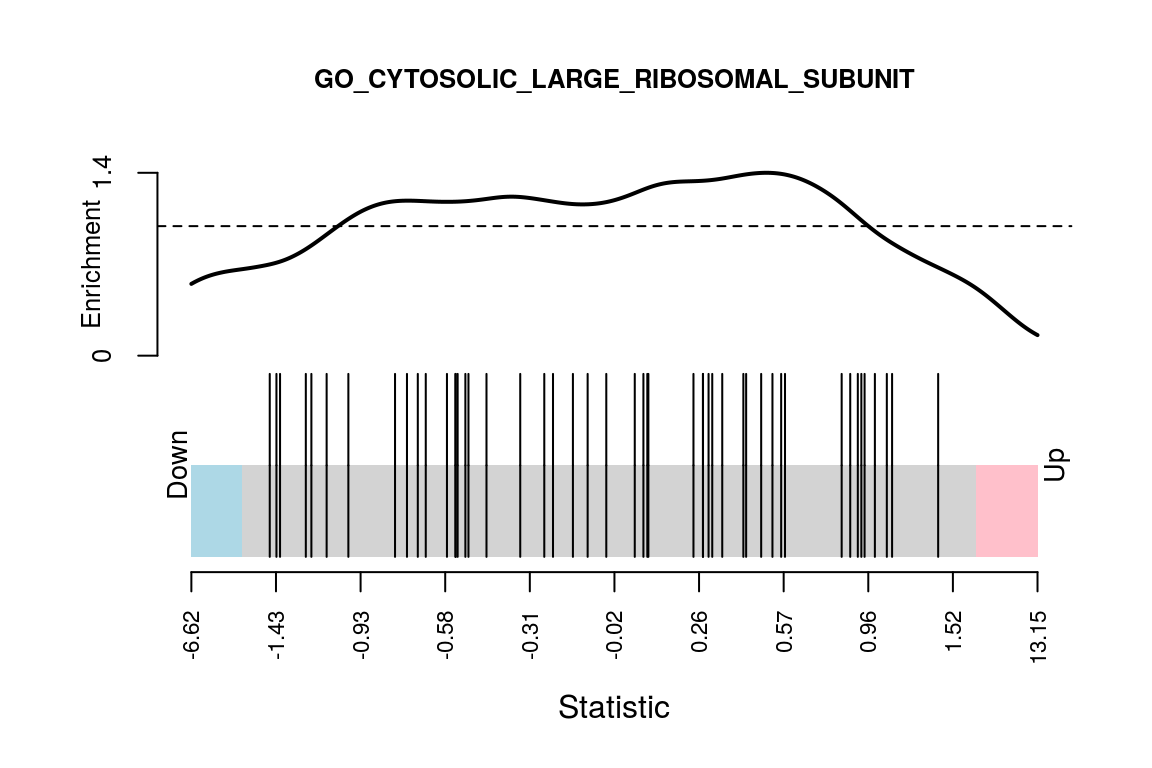 GO_CYTOSOLIC_LARGE_RIBOSOMAL_SUBUNIT
1.4
Enrichment
0
Down
Up
-6.62
-1.43
-0.93
-0.58
-0.31
-0.02
0.26
0.57
0.96
1.52
13.15
Statistic